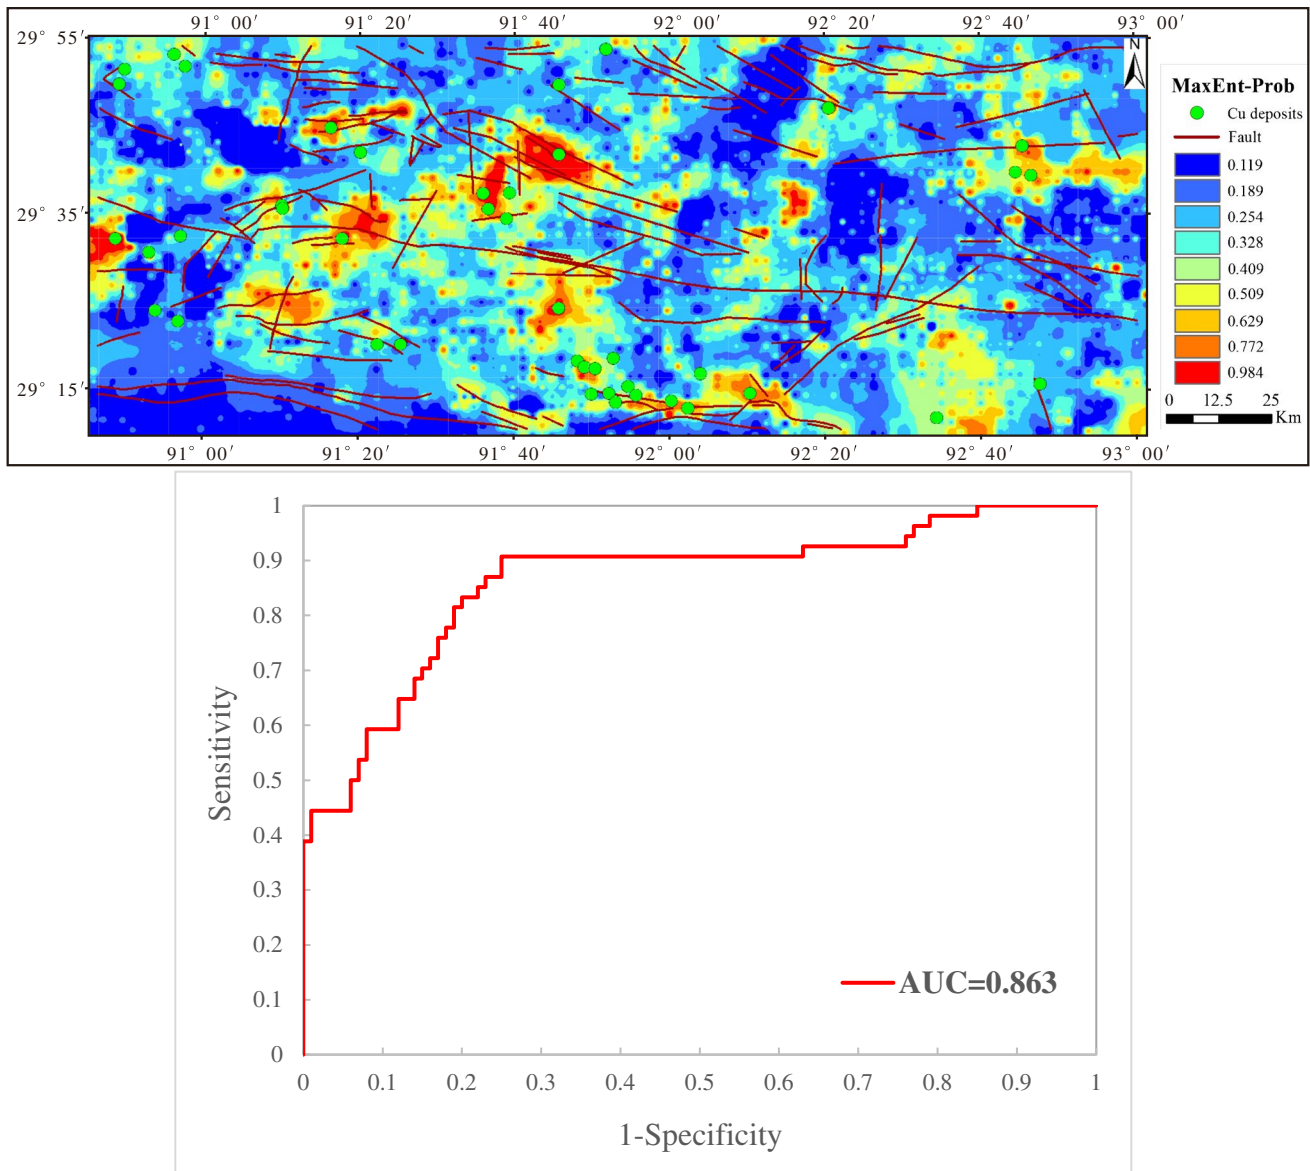 91° 00′ 91° 20′ 91° 40′ 92° 00′ 92° 20′ 92° 40′ 93° 00′
29° 55′
N
29° 35′
29° 15′
MaxEnt-Prob
Cu deposits
Fault
0.119
0.189
0.254
0.328
0.409
0.509
0.629
0.772
0.984
0 12.5 25
Km
91° 00′ 91° 20′ 91° 40′ 92° 00′ 92° 20′ 92° 40′ 93° 00′
1
0.9
0.8
0.7
0.6
0.5
0.4
0.3
0.2
0.1
0
Sensitivity
AUC=0.863
0 0.1 0.2 0.3 0.4 0.5 0.6 0.7 0.8 0.9 1
1-Specificity